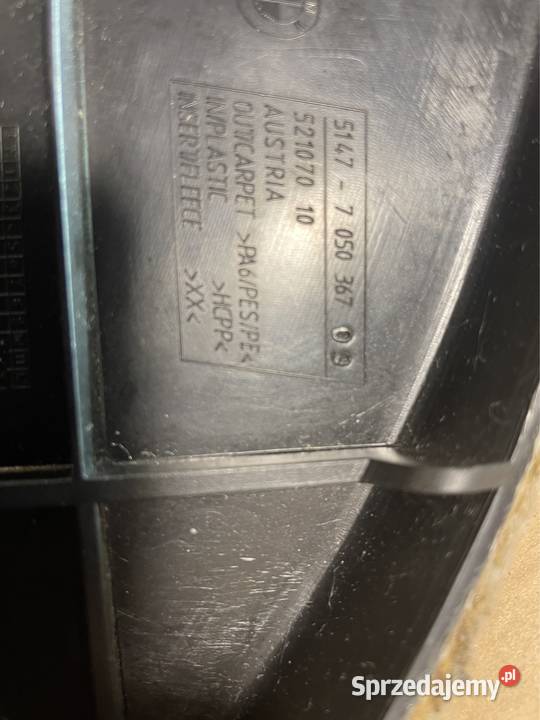 5147 - 7 050 367
521070 10
AUSTRIA
OUT/CARPET >PA6/PES/PE<
IN/PLASTIC >HCPP<
INSERT/FLEECE >XX<
Sprzedajemy.pl